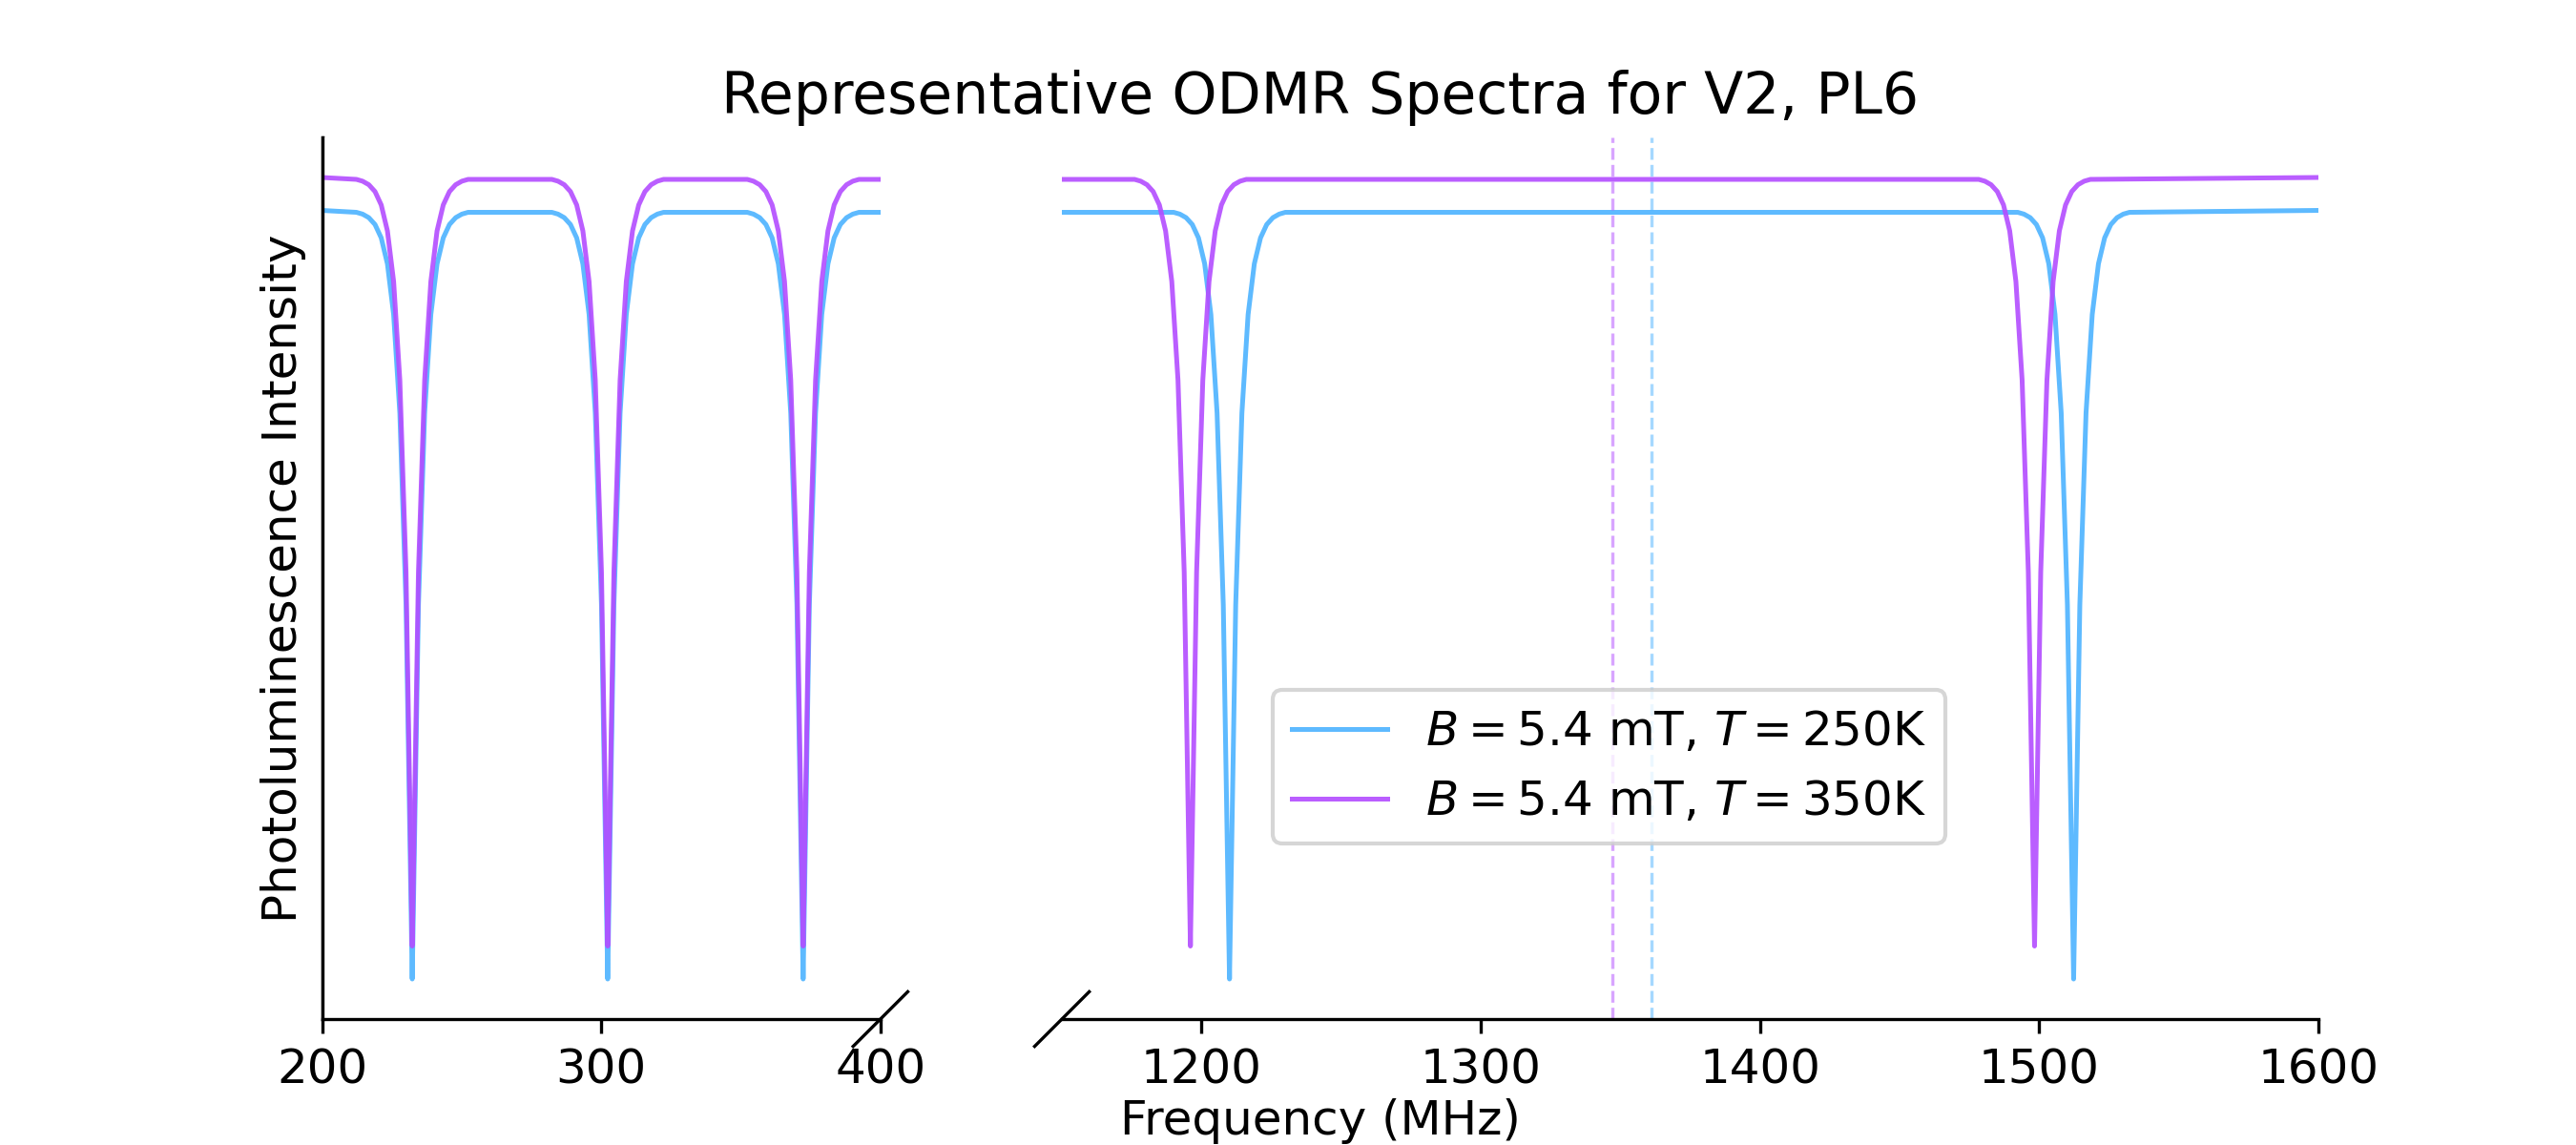 Representative ODMR Spectra for V2, PL6
Photoluminescence Intensity
B = 5.4 mT, T = 250K
B = 5.4 mT, T = 350K
200 300 400 1200 1300 1400 1500 1600
Frequency (MHz)